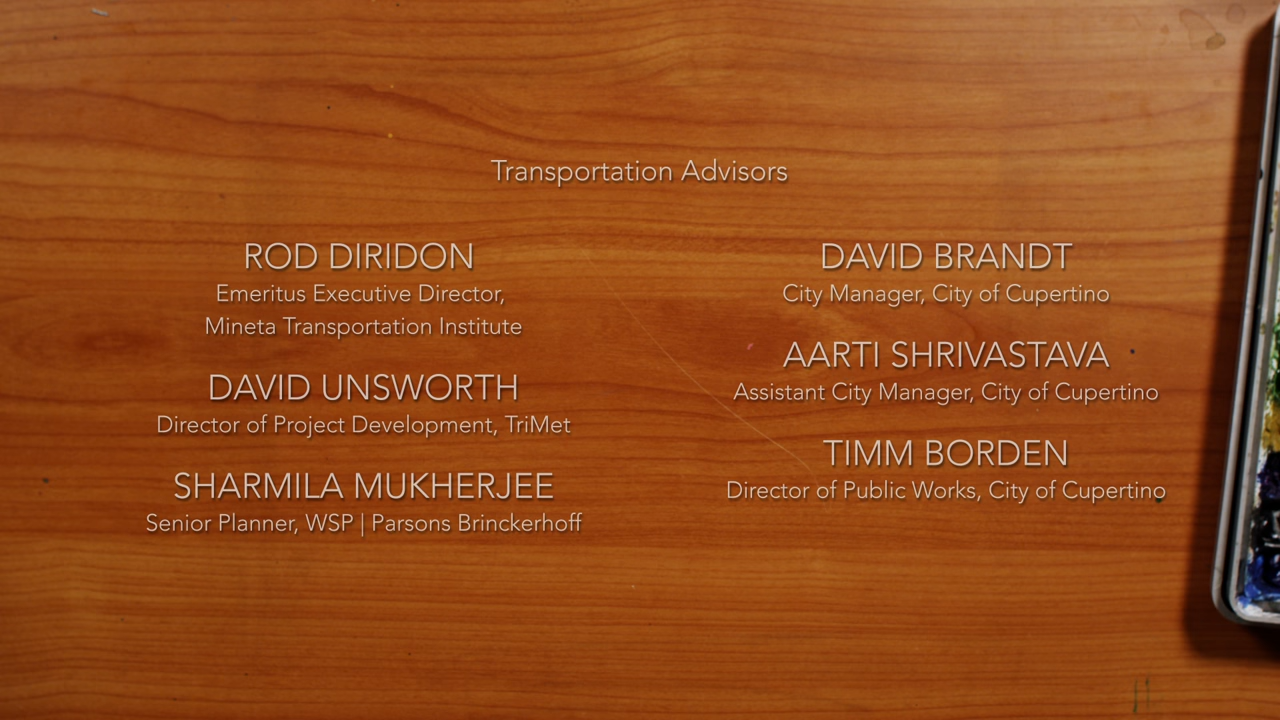 Transportation Advisors
ROD DIRIDON
Emeritus Executive Director,
Mineta Transportation Institute
DAVID UNSWORTH
Director of Project Development, TriMet
SHARMILA MUKHERJEE
Senior Planner, WSP | Parsons Brinckerhoff
DAVID BRANDT
City Manager, City of Cupertino
AARTI SHRIVASTAVA
Assistant City Manager, City of Cupertino
TIMM BORDEN
Director of Public Works, City of Cupertino